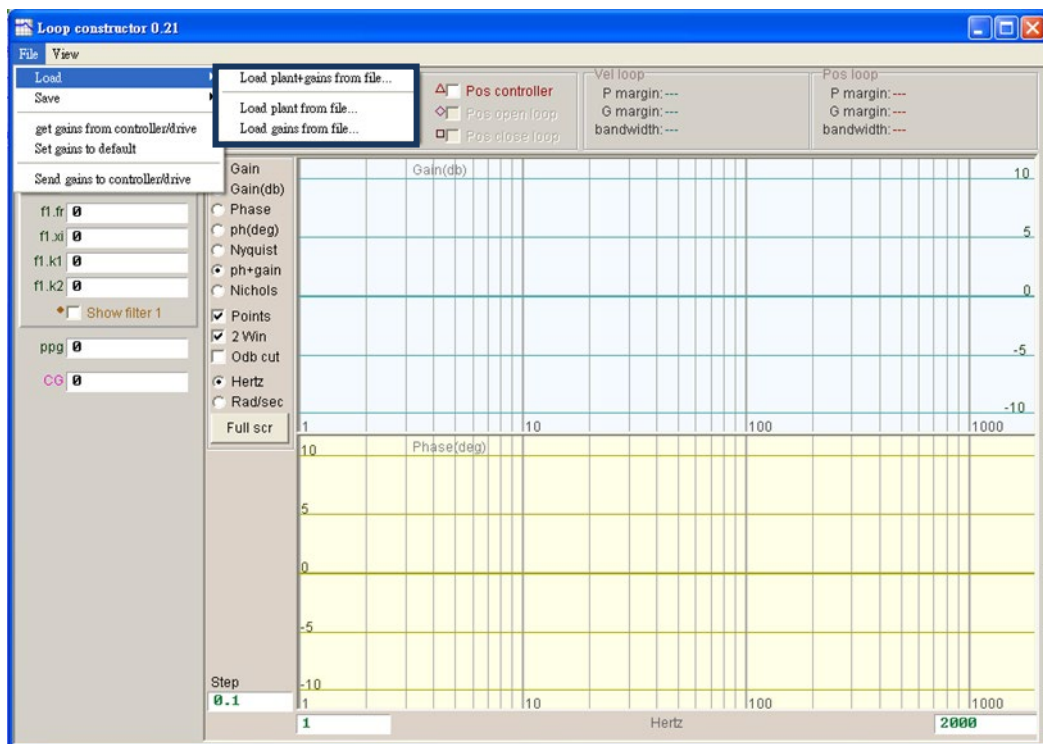 Loop constructor 0.21
File View
Load
Save
get gains from controller/drive
Set gains to default
Send gains to controller/drive
Load plant+gains from file...
Load plant from file...
Load gains from file...
Pos controller
Pos open loop
Pos close loop
Vel loop
P margin:---
G margin:---
bandwidth:---
Pos loop
P margin:---
G margin:---
bandwidth:---
f1.fr 0
f1.xi 0
f1.k1 0
f1.k2 0
Show filter 1
ppg 0
CG 0
Gain
Gain(db)
Phase
ph(deg)
Nyquist
ph+gain
Nichols
Points
2 Win
Odb cut
Hertz
Rad/sec
Full scr
Step
0.1
Gain(db)
10
5
0
-5
-10
1 10 100 1000
Phase(deg)
10
5
0
-5
-10
1 10 100 1000
1 Hertz 2000